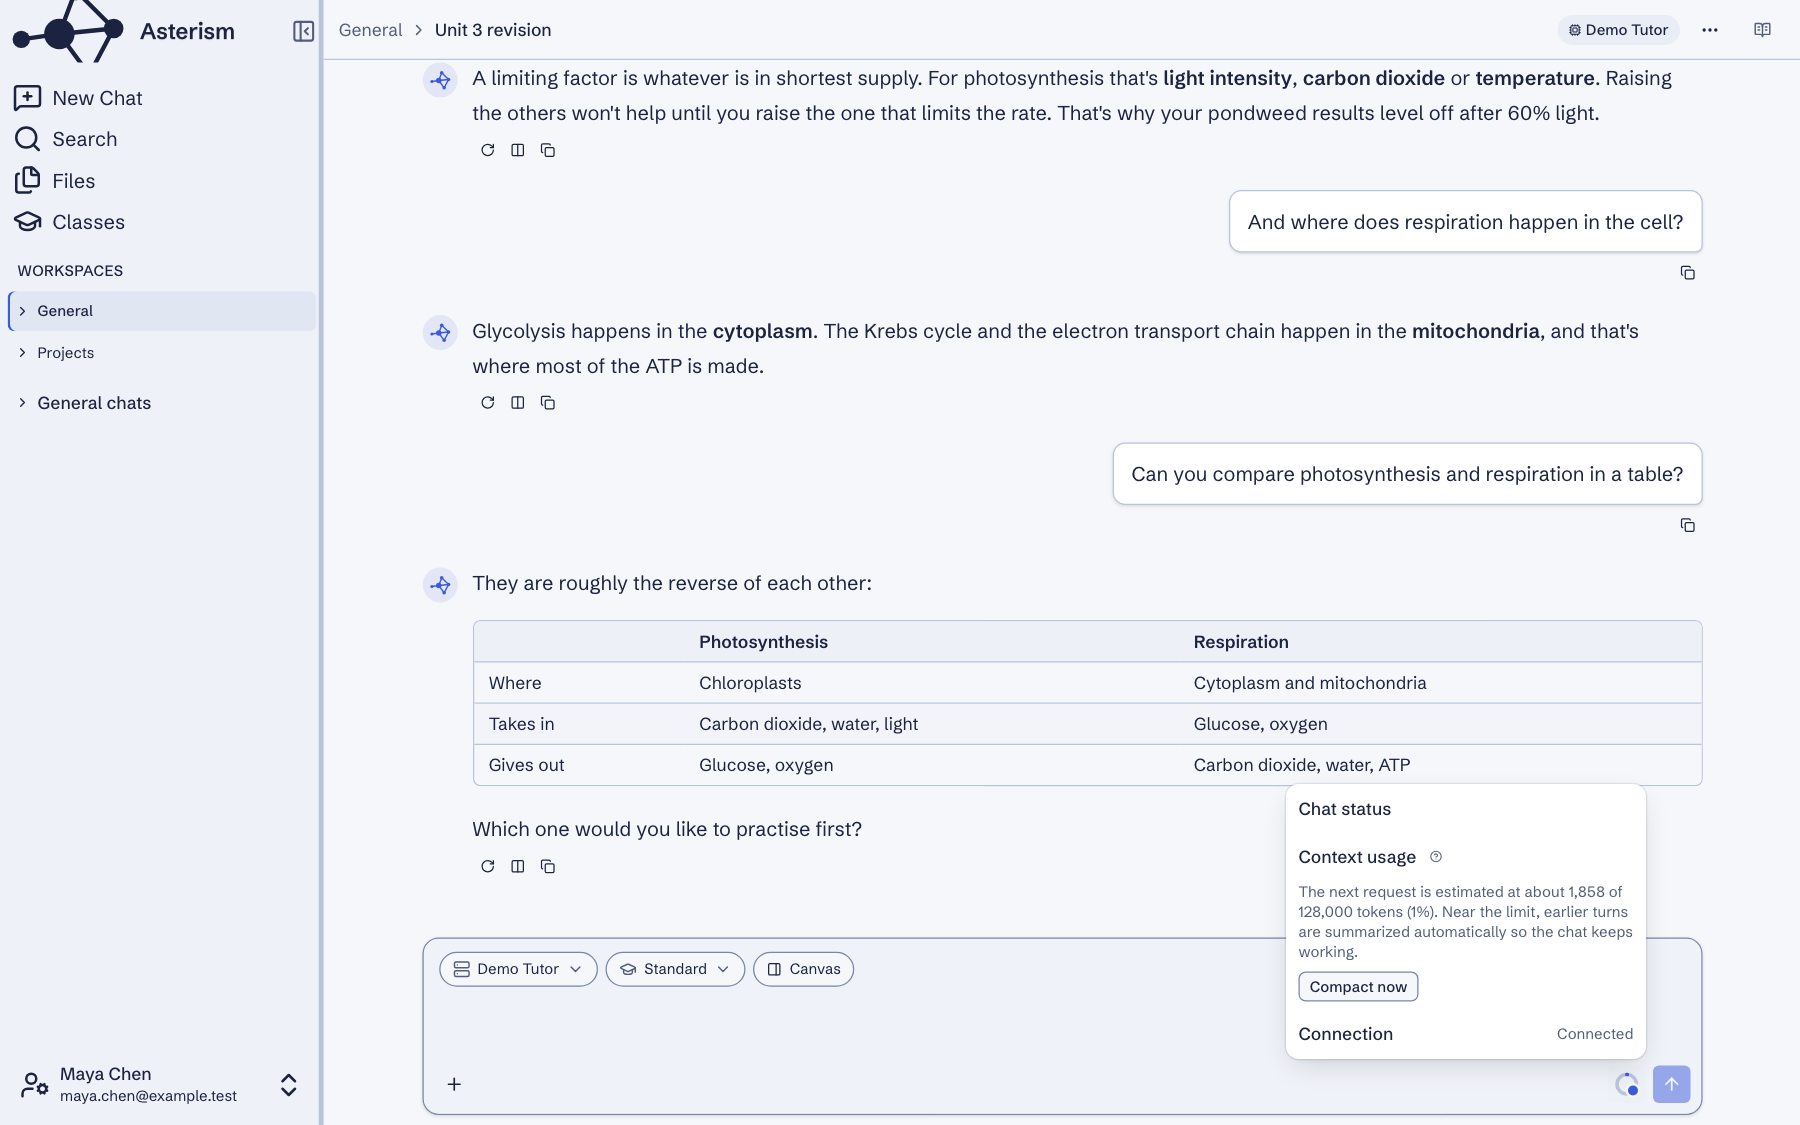 Asterism
New Chat
Search
Files
Classes
WORKSPACES
General
Projects
General chats
Maya Chen
maya.chen@example.test
General > Unit 3 revision
Demo Tutor
A limiting factor is whatever is in shortest supply. For photosynthesis that's light intensity, carbon dioxide or temperature. Raising
the others won't help until you raise the one that limits the rate. That's why your pondweed results level off after 60% light.
And where does respiration happen in the cell?
Glycolysis happens in the cytoplasm. The Krebs cycle and the electron transport chain happen in the mitochondria, and that's
where most of the ATP is made.
Can you compare photosynthesis and respiration in a table?
They are roughly the reverse of each other:
Photosynthesis Respiration
Where Chloroplasts Cytoplasm and mitochondria
Takes in Carbon dioxide, water, light Glucose, oxygen
Gives out Glucose, oxygen Carbon dioxide, water, ATP
Which one would you like to practise first?
Chat status
Context usage
The next request is estimated at about 1,858 of
128,000 tokens (1%). Near the limit, earlier turns
are summarized automatically so the chat keeps
working.
Compact now
Connection Connected
Demo Tutor Standard Canvas